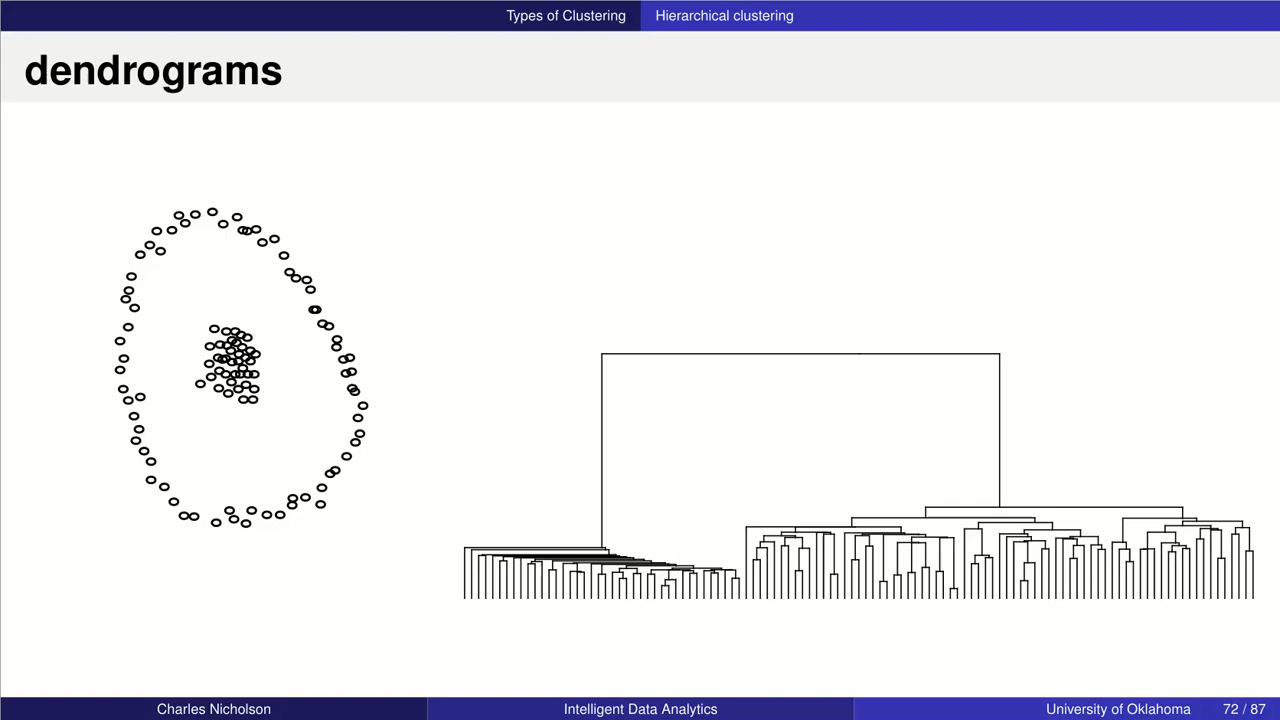 Types of Clustering Hierarchical clustering
dendrograms
Charles Nicholson Intelligent Data Analytics University of Oklahoma 72 / 87